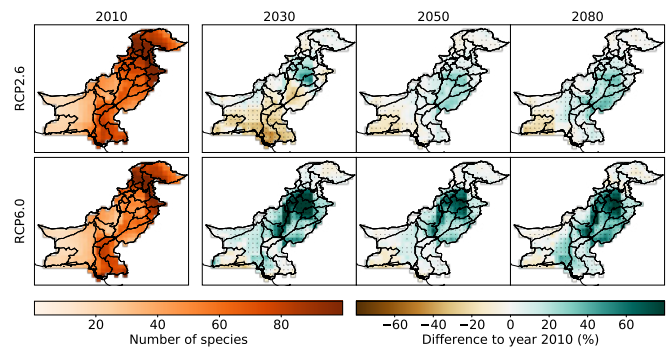 2010 2030 2050 2080
RCP2.6
RCP6.0
20 40 60 80 −60 −40 −20 0 20 40 60
Number of species Difference to year 2010 (%)